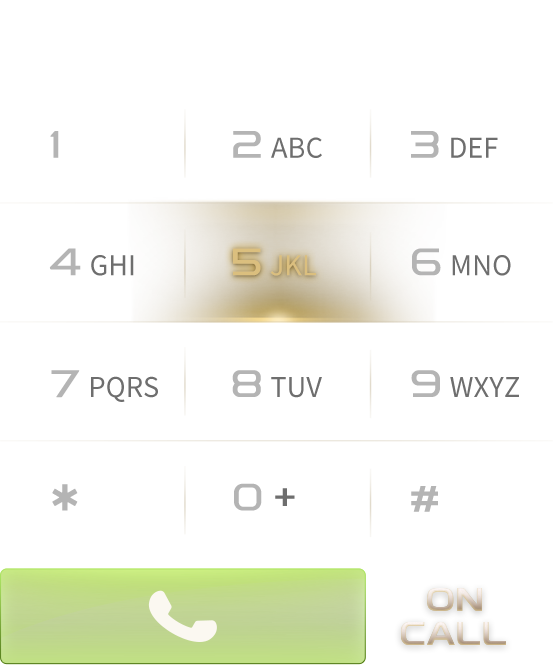 1 2 ABC 3 DEF
4 GHI 5 JKL 6 MNO
7 PQRS 8 TUV 9 WXYZ
* 0 + #
ON
CALL